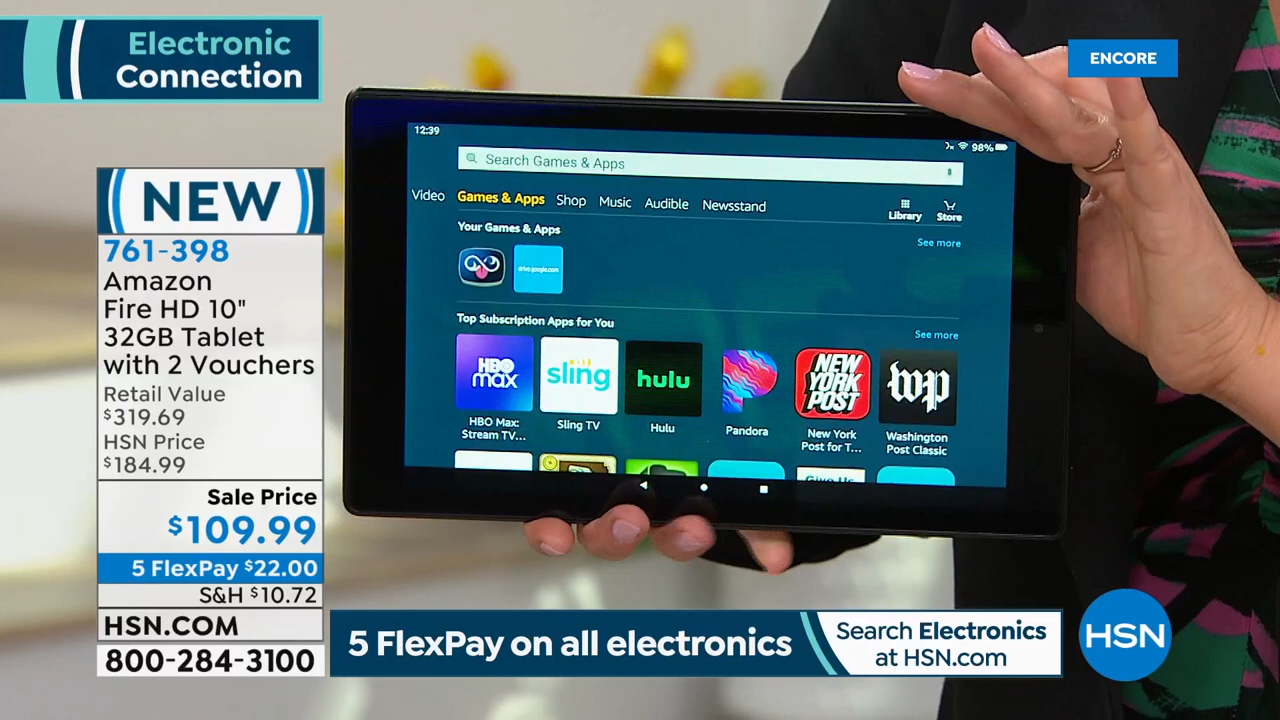 Electronic
Connection
ENCORE
NEW
761-398
Amazon
Fire HD 10"
32GB Tablet
with 2 Vouchers
Retail Value
$319.69
HSN Price
$184.99
Sale Price
$109.99
5 FlexPay $22.00
S&H $10.72
HSN.COM
800-284-3100
12:39
98%
Search Games & Apps
Video Games & Apps Shop Music Audible Newsstand
Library Store
Your Games & Apps
See more
drive.google.com
Top Subscription Apps for You
See more
HBO
max
sling
hulu
NEW
YORK
POST
wp
HBO Max:
Stream TV...
Sling TV
Hulu
Pandora
New York
Post for T...
Washington
Post Classic
Give Us
5 FlexPay on all electronics
Search Electronics
at HSN.com
HSN